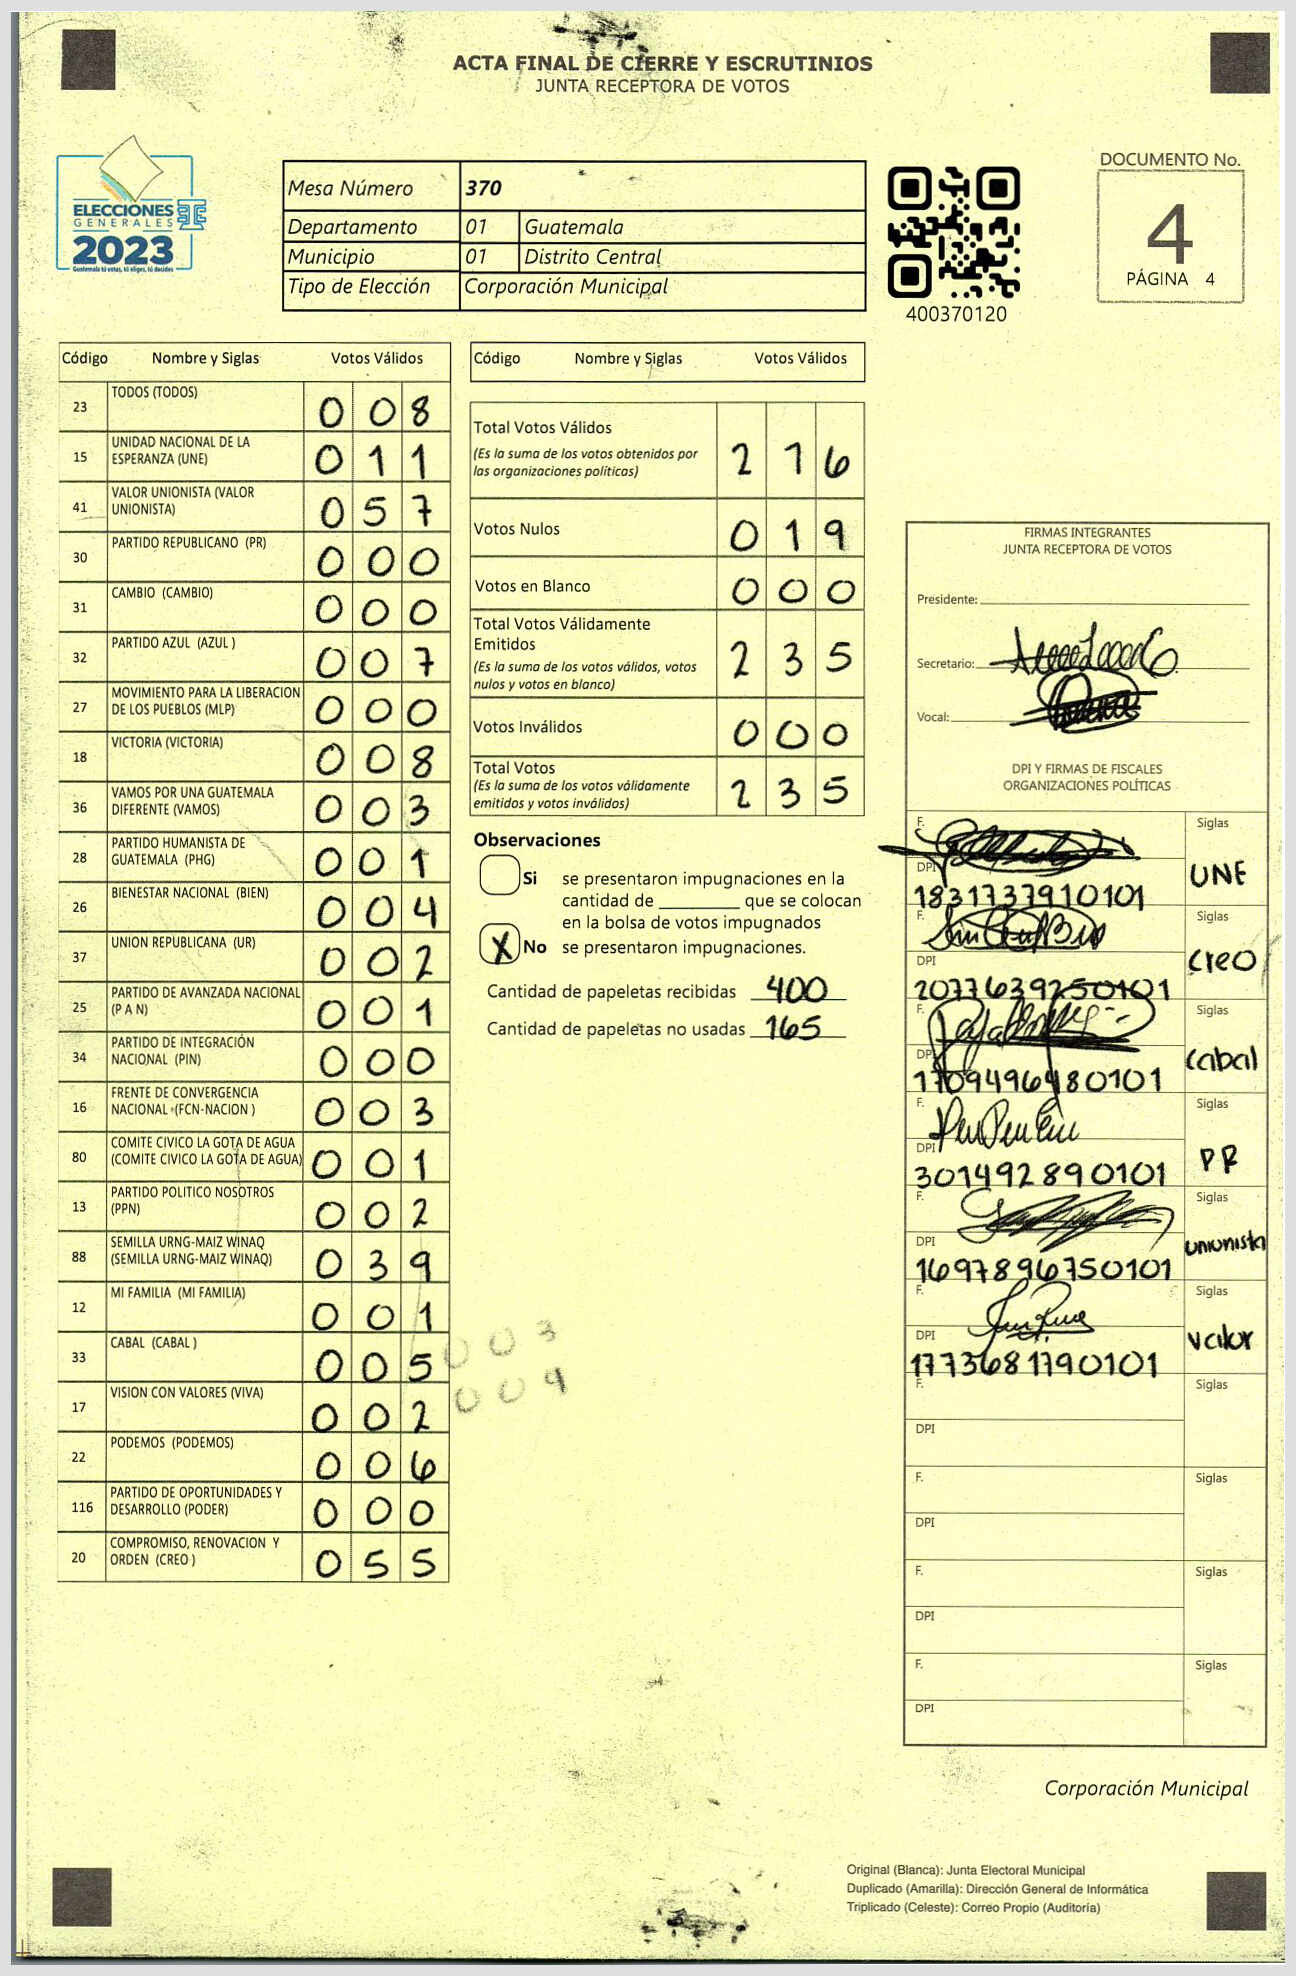 ACTA FINAL DE CIERRE Y ESCRUTINIOS
JUNTA RECEPTORA DE VOTOS
ELECCIONES
GENERALES
2023
Guatemala tú votas, tú eliges, tú decides
Mesa Número 370
Departamento 01 Guatemala
Municipio 01 Distrito Central
Tipo de Elección Corporación Municipal
400370120
DOCUMENTO No.
4
PÁGINA 4
Código Nombre y Siglas Votos Válidos
23 TODOS (TODOS) 0 0 8
15 UNIDAD NACIONAL DE LA
ESPERANZA (UNE) 0 1 1
41 VALOR UNIONISTA (VALOR
UNIONISTA) 0 5 7
30 PARTIDO REPUBLICANO (PR) 0 0 0
31 CAMBIO (CAMBIO) 0 0 0
32 PARTIDO AZUL (AZUL ) 0 0 7
27 MOVIMIENTO PARA LA LIBERACION
DE LOS PUEBLOS (MLP) 0 0 0
18 VICTORIA (VICTORIA) 0 0 8
36 VAMOS POR UNA GUATEMALA
DIFERENTE (VAMOS) 0 0 3
28 PARTIDO HUMANISTA DE
GUATEMALA (PHG) 0 0 1
26 BIENESTAR NACIONAL (BIEN) 0 0 4
37 UNION REPUBLICANA (UR) 0 0 2
25 PARTIDO DE AVANZADA NACIONAL
(P A N) 0 0 1
34 PARTIDO DE INTEGRACIÓN
NACIONAL (PIN) 0 0 0
16 FRENTE DE CONVERGENCIA
NACIONAL (FCN-NACION ) 0 0 3
80 COMITE CIVICO LA GOTA DE AGUA
(COMITE CIVICO LA GOTA DE AGUA) 0 0 1
13 PARTIDO POLITICO NOSOTROS
(PPN) 0 0 2
88 SEMILLA URNG-MAIZ WINAQ
(SEMILLA URNG-MAIZ WINAQ) 0 3 9
12 MI FAMILIA (MI FAMILIA) 0 0 1
33 CABAL (CABAL ) 0 0 5
0 0 3
17 VISION CON VALORES (VIVA) 0 0 2
0 0 4
22 PODEMOS (PODEMOS) 0 0 6
116 PARTIDO DE OPORTUNIDADES Y
DESARROLLO (PODER) 0 0 0
20 COMPROMISO, RENOVACION Y
ORDEN (CREO ) 0 5 5
Código Nombre y Siglas Votos Válidos
Total Votos Válidos
(Es la suma de los votos obtenidos por
las organizaciones políticas) 2 1 6
Votos Nulos 0 1 9
Votos en Blanco 0 0 0
Total Votos Válidamente
Emitidos
(Es la suma de los votos válidos, votos
nulos y votos en blanco) 2 3 5
Votos Inválidos 0 0 0
Total Votos
(Es la suma de los votos válidamente
emitidos y votos inválidos) 2 3 5
Observaciones
Si se presentaron impugnaciones en la
cantidad de ________ que se colocan
en la bolsa de votos impugnados
X No se presentaron impugnaciones.
Cantidad de papeletas recibidas 400
Cantidad de papeletas no usadas 165
FIRMAS INTEGRANTES
JUNTA RECEPTORA DE VOTOS
Presidente:
Secretario:
Vocal:
DPI Y FIRMAS DE FISCALES
ORGANIZACIONES POLÍTICAS
F. Siglas
DPI UNE
1831737910101
F. Siglas
DPI creo
2077639250101
F. Siglas
DPI cabal
1709496480101
F. Siglas
DPI PR
301492890101
F. Siglas
DPI unionista
1697896750101
F. Siglas
DPI valor
1773681790101
F. Siglas
DPI
F. Siglas
DPI
F. Siglas
DPI
F. Siglas
DPI
Corporación Municipal
Original (Blanca): Junta Electoral Municipal
Duplicado (Amarilla): Dirección General de Informática
Triplicado (Celeste): Correo Propio (Auditoría)